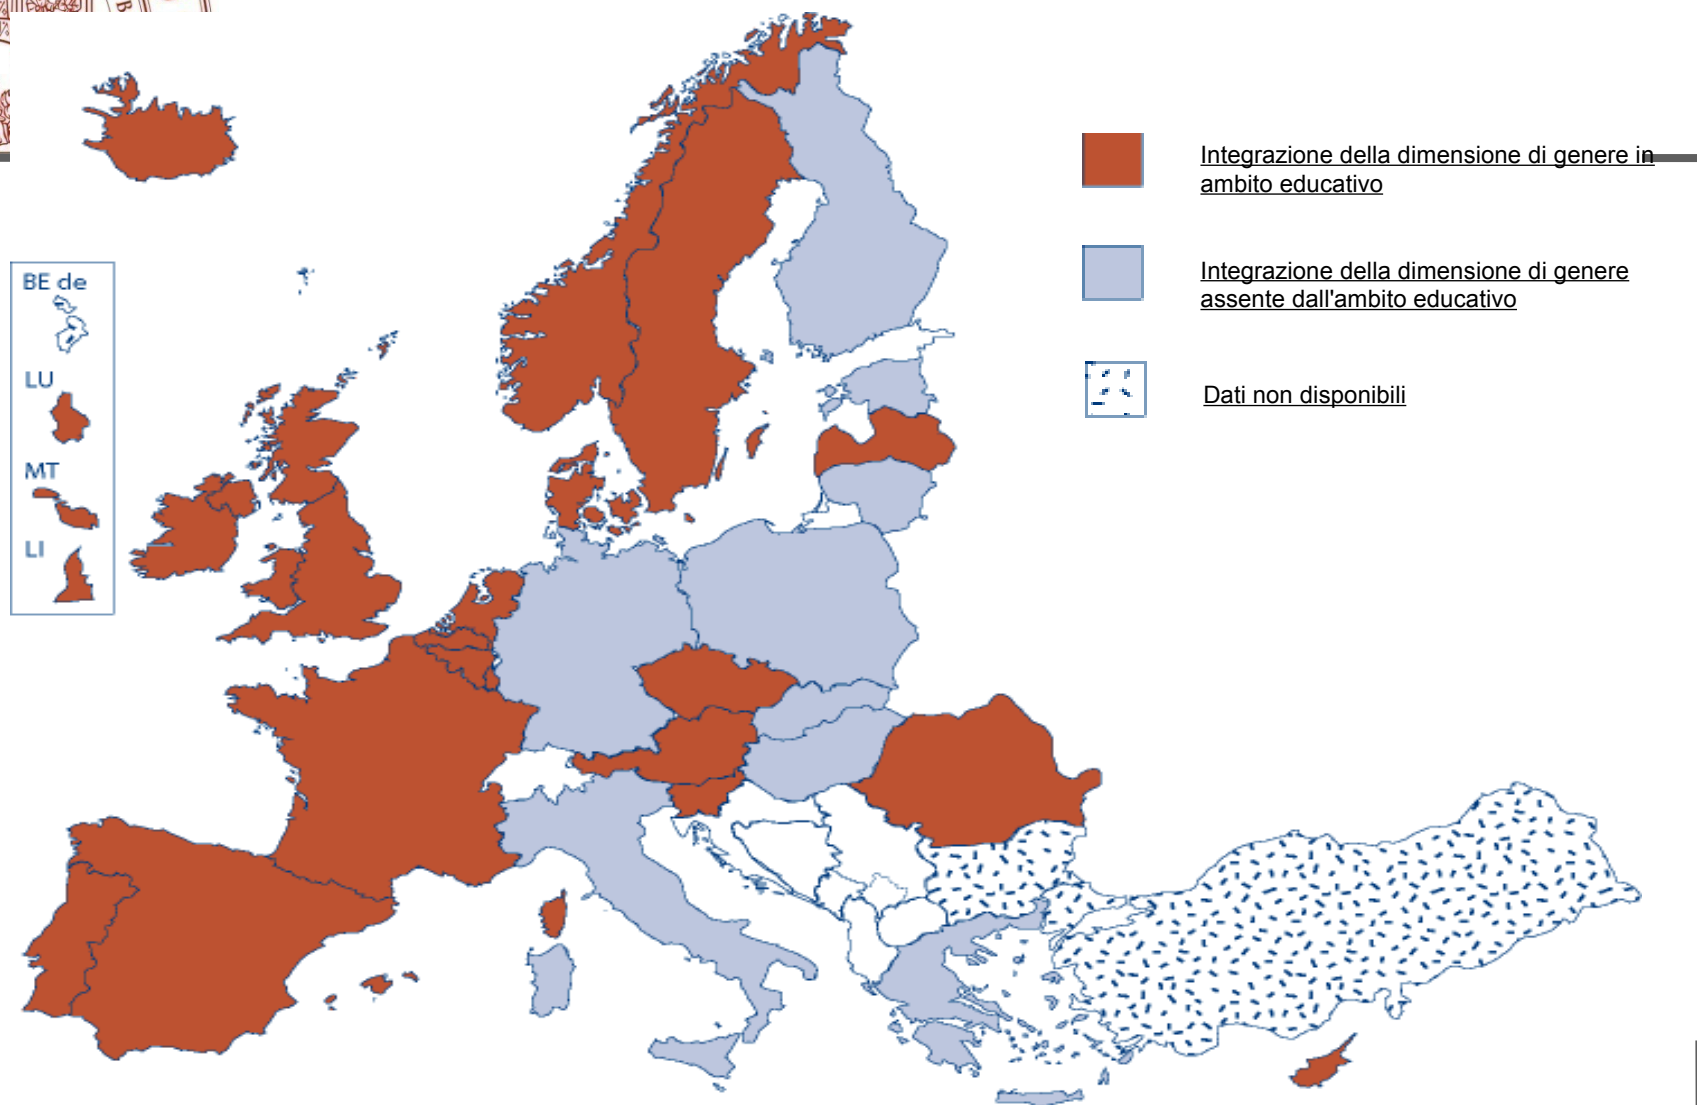 Integrazione della dimensione di genere in
ambito educativo
Integrazione della dimensione di genere
assente dall'ambito educativo
Dati non disponibili
BE de
LU
MT
LI
B